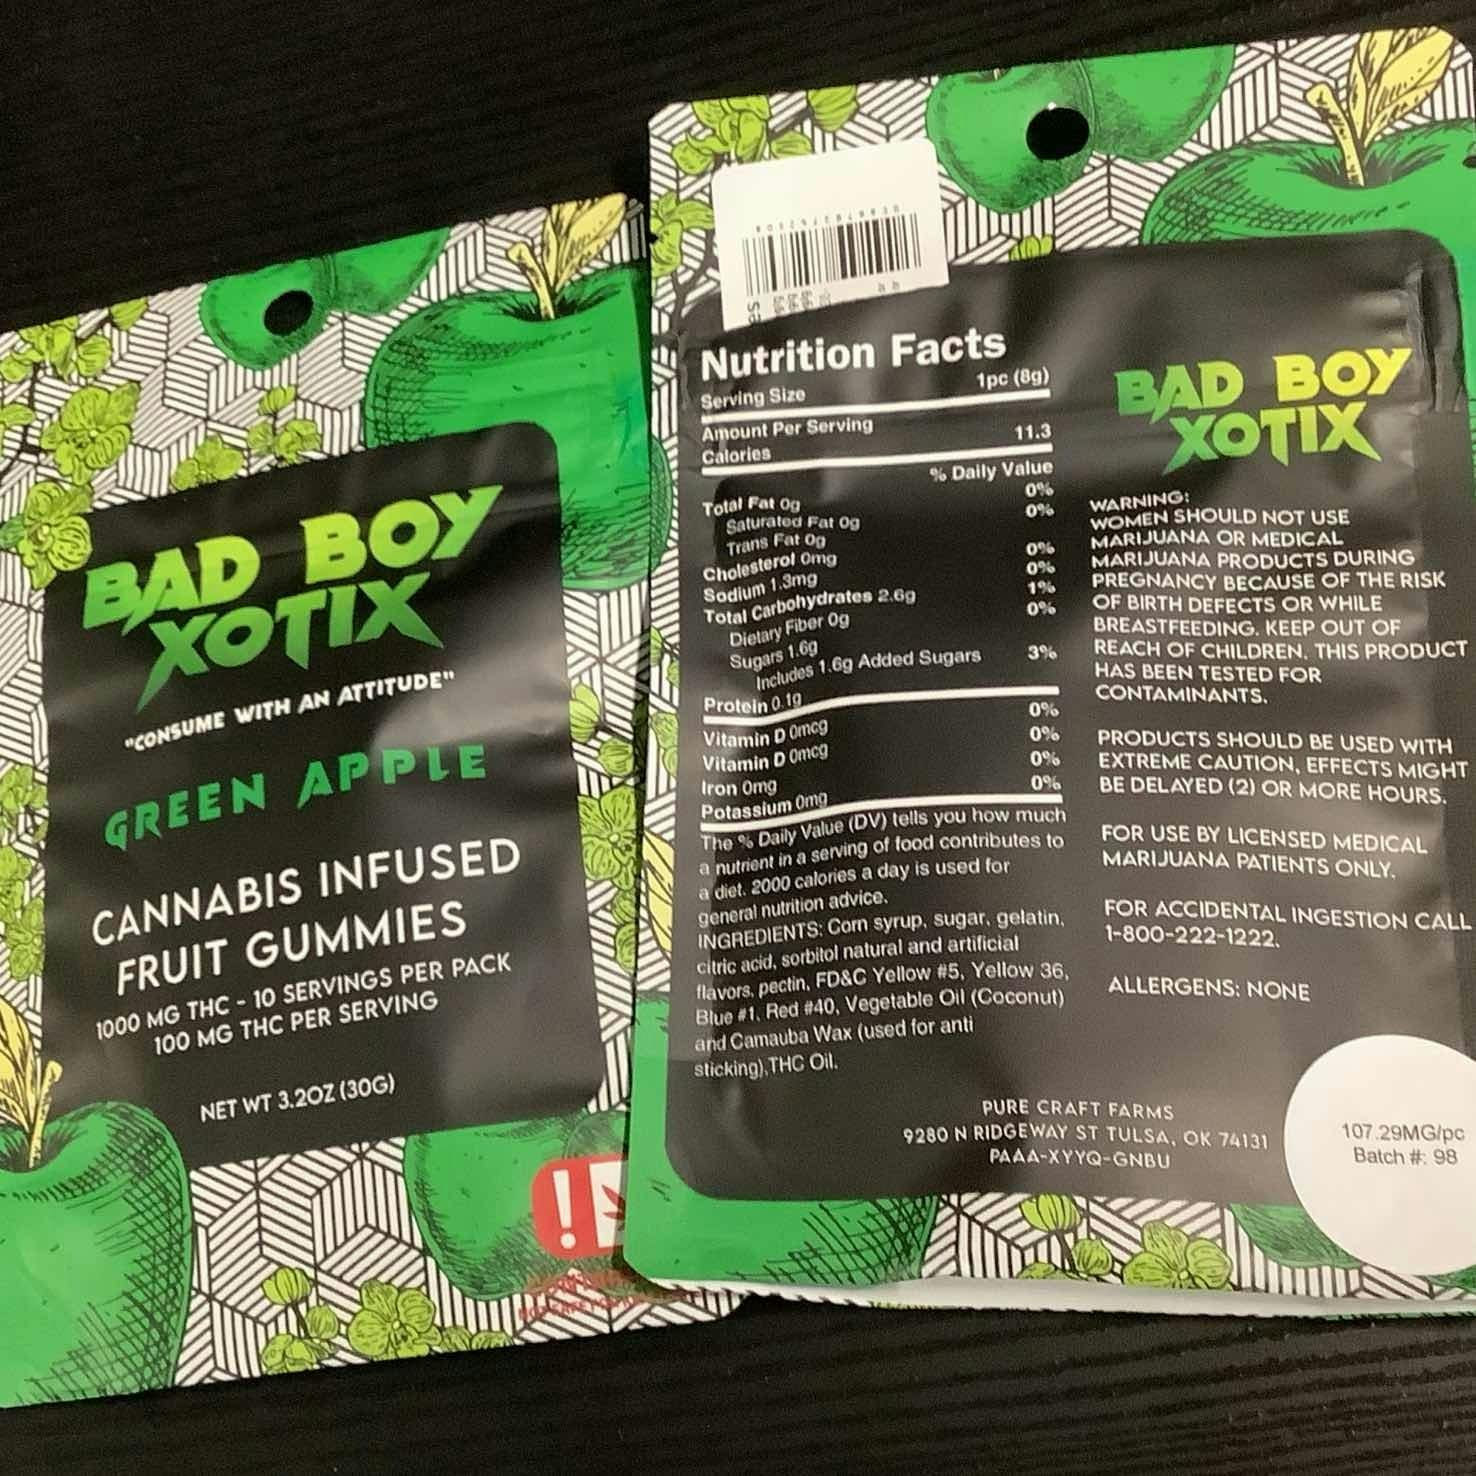 BAD BOY
XOTIX
"CONSUME WITH AN ATTITUDE"
GREEN APPLE
CANNABIS INFUSED
FRUIT GUMMIES
1000 MG THC - 10 SERVINGS PER PACK
100 MG THC PER SERVING
NET WT 3.2OZ (30G)
!
Nutrition Facts
Serving Size 1pc (8g)
Amount Per Serving
Calories 11.3
% Daily Value
Total Fat 0g 0%
Saturated Fat 0g 0%
Trans Fat 0g
Cholesterol 0mg 0%
Sodium 1.3mg 0%
Total Carbohydrates 2.6g 1%
Dietary Fiber 0g 0%
Sugars 1.6g
Includes 1.6g Added Sugars 3%
Protein 0.1g
Vitamin D 0mcg 0%
Vitamin D 0mcg 0%
Iron 0mg 0%
Potassium 0mg 0%
The % Daily Value (DV) tells you how much
a nutrient in a serving of food contributes to
a diet. 2000 calories a day is used for
general nutrition advice.
INGREDIENTS: Corn syrup, sugar, gelatin,
citric acid, sorbitol natural and artificial
flavors, pectin, FD&C Yellow #5, Yellow 36,
Blue #1, Red #40, Vegetable Oil (Coconut)
and Camauba Wax (used for anti
sticking),THC Oil.
BAD BOY
XOTIX
WARNING:
WOMEN SHOULD NOT USE
MARIJUANA OR MEDICAL
MARIJUANA PRODUCTS DURING
PREGNANCY BECAUSE OF THE RISK
OF BIRTH DEFECTS OR WHILE
BREASTFEEDING. KEEP OUT OF
REACH OF CHILDREN. THIS PRODUCT
HAS BEEN TESTED FOR
CONTAMINANTS.
PRODUCTS SHOULD BE USED WITH
EXTREME CAUTION, EFFECTS MIGHT
BE DELAYED (2) OR MORE HOURS.
FOR USE BY LICENSED MEDICAL
MARIJUANA PATIENTS ONLY.
FOR ACCIDENTAL INGESTION CALL
1-800-222-1222.
ALLERGENS: NONE
PURE CRAFT FARMS
9280 N RIDGEWAY ST TULSA, OK 74131
PAAA-XYYQ-GNBU
107.29MG/pc
Batch #: 98